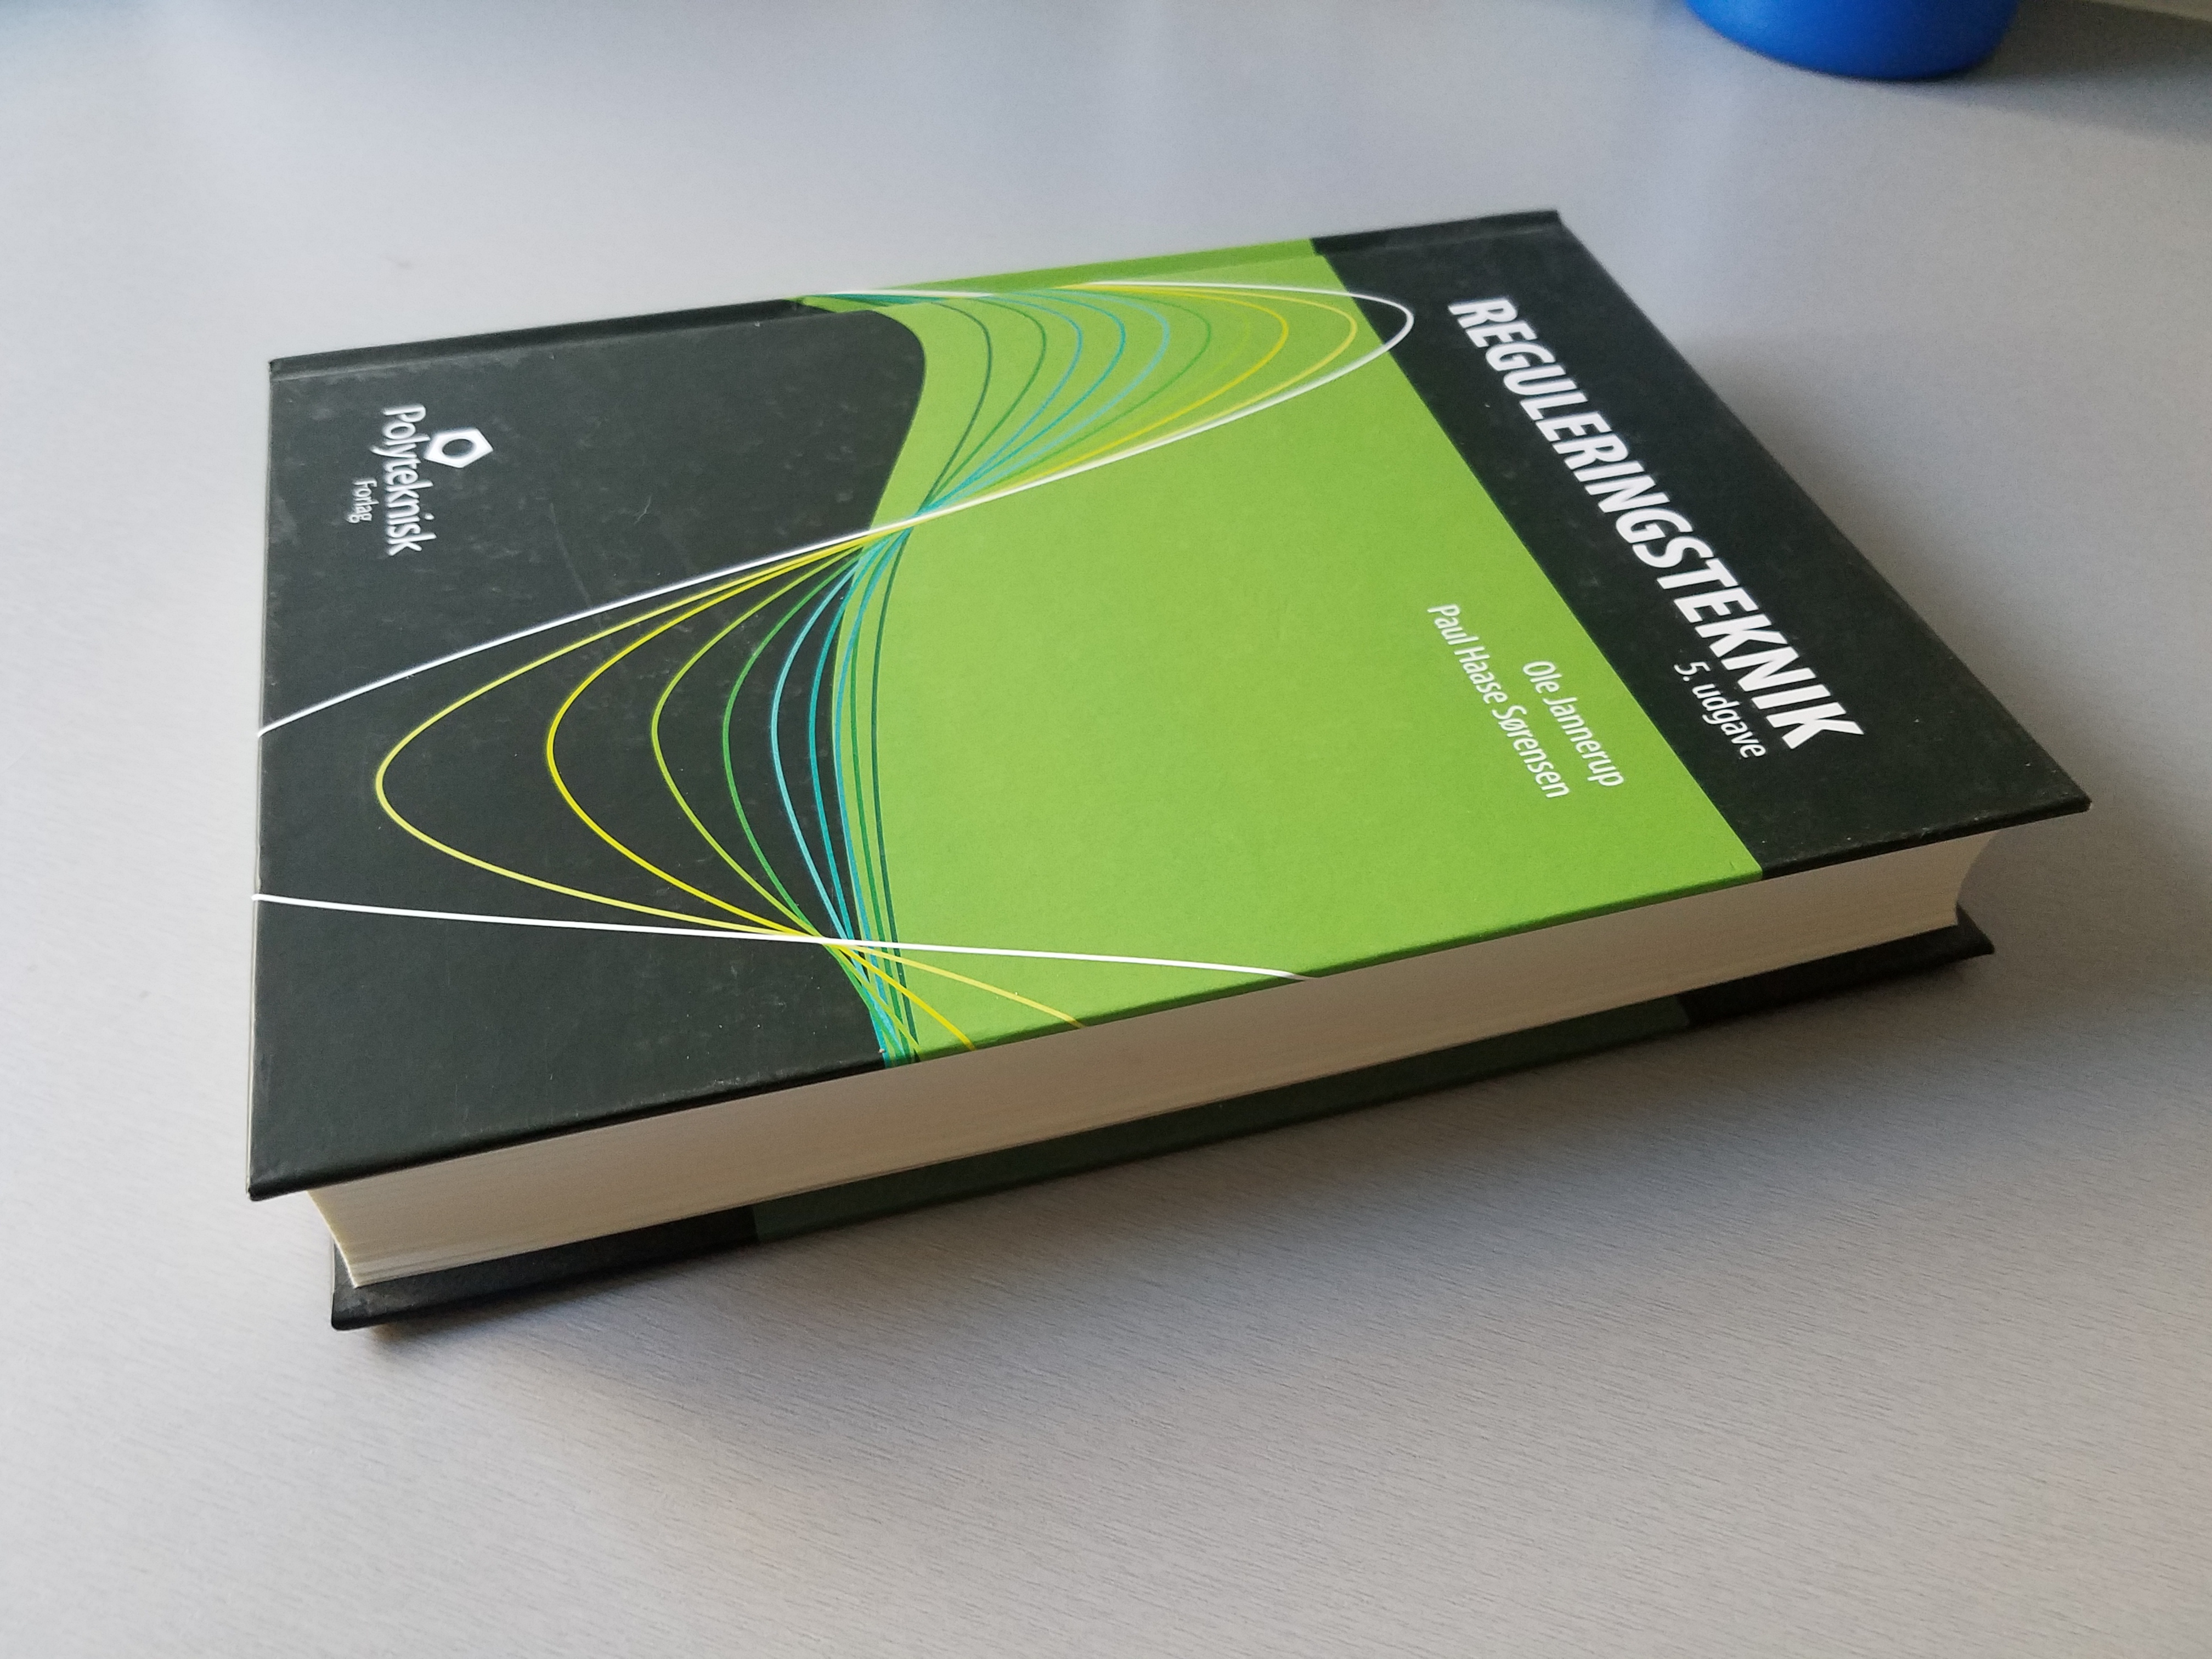 REGULERINGSTEKNIK
5. udgave
Ole Jannerup
Paul Haase Sørensen
Polyteknisk
Forlag